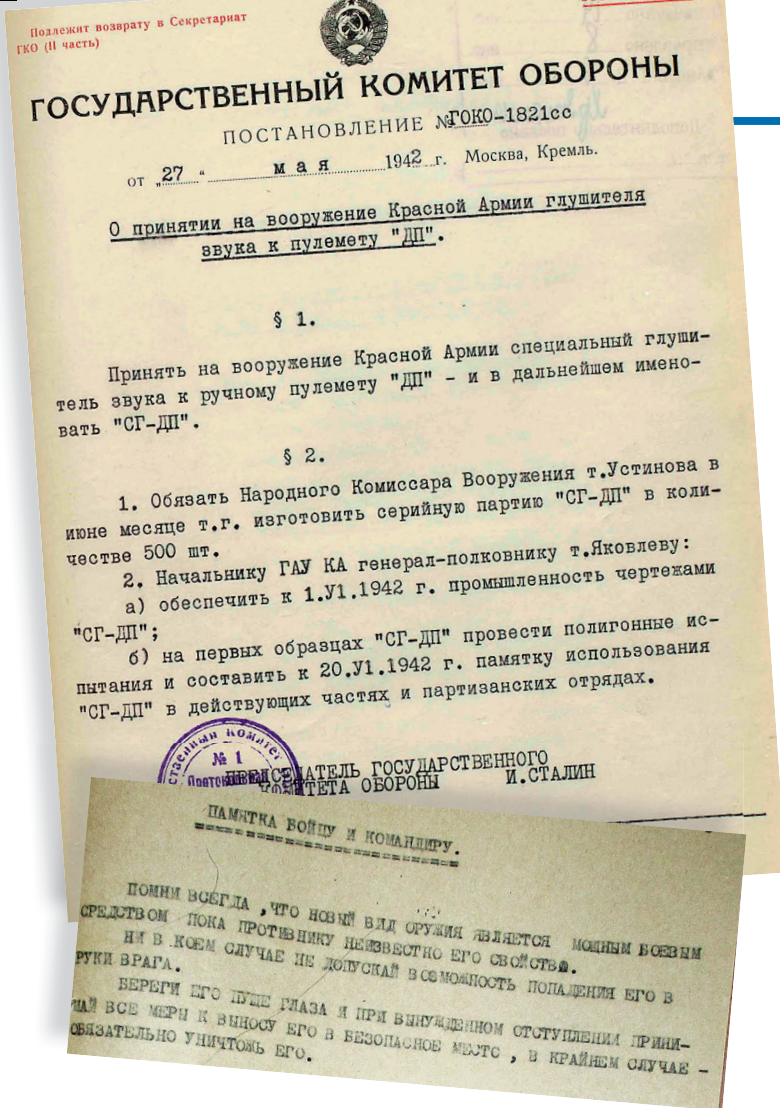 Подлежит возврату в Секретариат
ГКО (II часть)
ГОСУДАРСТВЕННЫЙ КОМИТЕТ ОБОРОНЫ
ПОСТАНОВЛЕНИЕ № ГОКО-1821сс
от „27 " мая 1942 г. Москва, Кремль.
О принятии на вооружение Красной Армии глушителя
звука к пулемету "ДП".
§ 1.
Принять на вооружение Красной Армии специальный глуши-
тель звука к ручному пулемету "ДП" - и в дальнейшем имено-
вать "СГ-ДП".
§ 2.
1. Обязать Народного Комиссара Вооружения т.Устинова в
июне месяце т.г. изготовить серийную партию "СГ-ДП" в коли-
честве 500 шт.
2. Начальнику ГАУ КА генерал-полковнику т.Яковлеву:
а) обеспечить к 1.У1.1942 г. промышленность чертежами
"СГ-ДП";
б) на первых образцах "СГ-ДП" провести полигонные ис-
пытания и составить к 20.У1.1942 г. памятку использования
"СГ-ДП" в действующих частях и партизанских отрядах.
№ 1
ПРЕДСЕДАТЕЛЬ ГОСУДАРСТВЕННОГО
КОМИТЕТА ОБОРОНЫ И.СТАЛИН
ПАМЯТКА БОЙЦУ И КОМАНДИРУ.
ПОМНИ ВСЕГДА ,ЧТО НОВЫЙ ВИД ОРУЖИЯ ЯВЛЯЕТСЯ МОЩНЫМ БОЕВЫМ
СРЕДСТВОМ ПОКА ПРОТИВНИКУ НЕИЗВЕСТНО ЕГО СВОЙСТВО.
НИ В КОЕМ СЛУЧАЕ НЕ ДОПУСКАЙ ВОЗМОЖНОСТЬ ПОПАДЕНИЯ ЕГО В
РУКИ ВРАГА.
БЕРЕГИ ЕГО ПУЩЕ ГЛАЗА И ПРИ ВЫНУЖДЕННОМ ОТСТУПЛЕНИИ ПРИНИ-
МАЙ ВСЕ МЕРЫ К ВЫНОСУ ЕГО В БЕЗОПАСНОЕ МЕСТО , В КРАЙНЕМ СЛУЧАЕ -
ОБЯЗАТЕЛЬНО УНИЧТОЖЬ ЕГО.